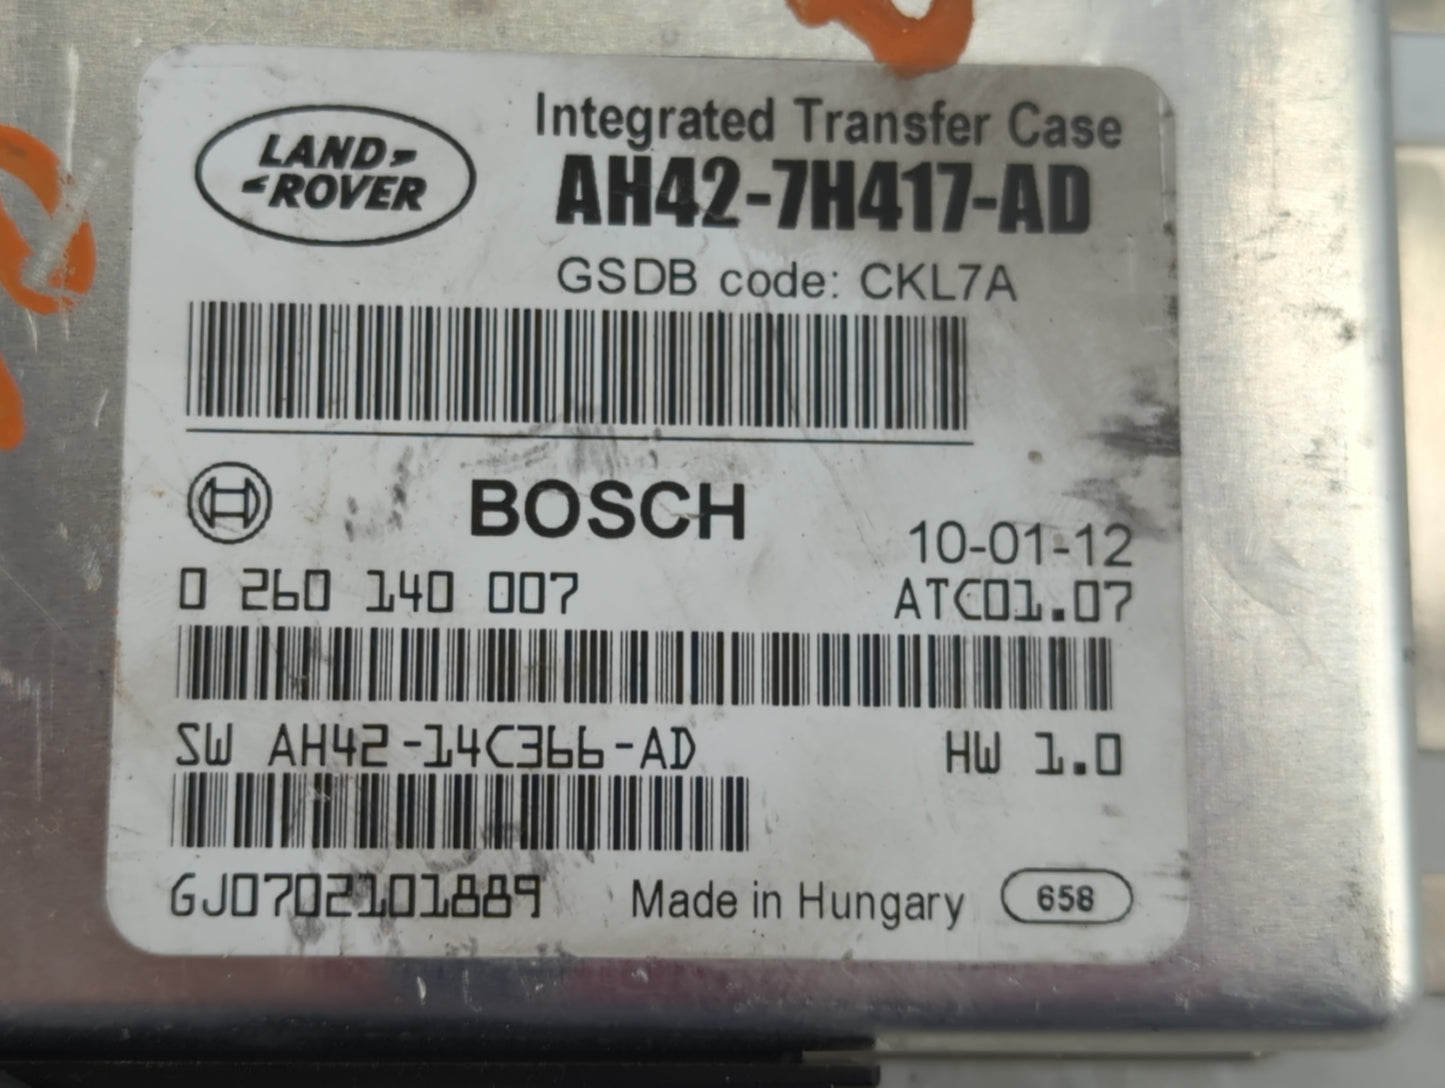 LAND
ROVER
Integrated Transfer Case
AH42-7H417-AD
GSDB code: CKL7A
BOSCH
10-01-12
0 260 140 007
ATC01.07
SW AH42-14C366-AD
HW 1.0
GJ0702101889
Made in Hungary
658